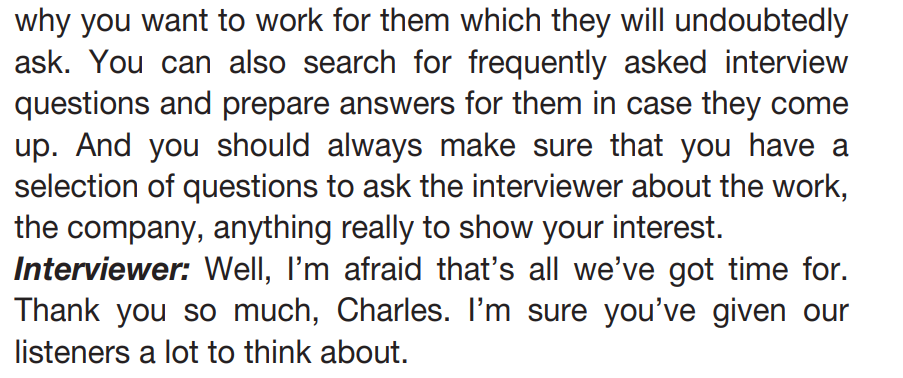 why you want to work for them which they will undoubtedly
ask. You can also search for frequently asked interview
questions and prepare answers for them in case they come
up. And you should always make sure that you have a
selection of questions to ask the interviewer about the work,
the company, anything really to show your interest.
Interviewer: Well, I’m afraid that’s all we’ve got time for.
Thank you so much, Charles. I’m sure you’ve given our
listeners a lot to think about.